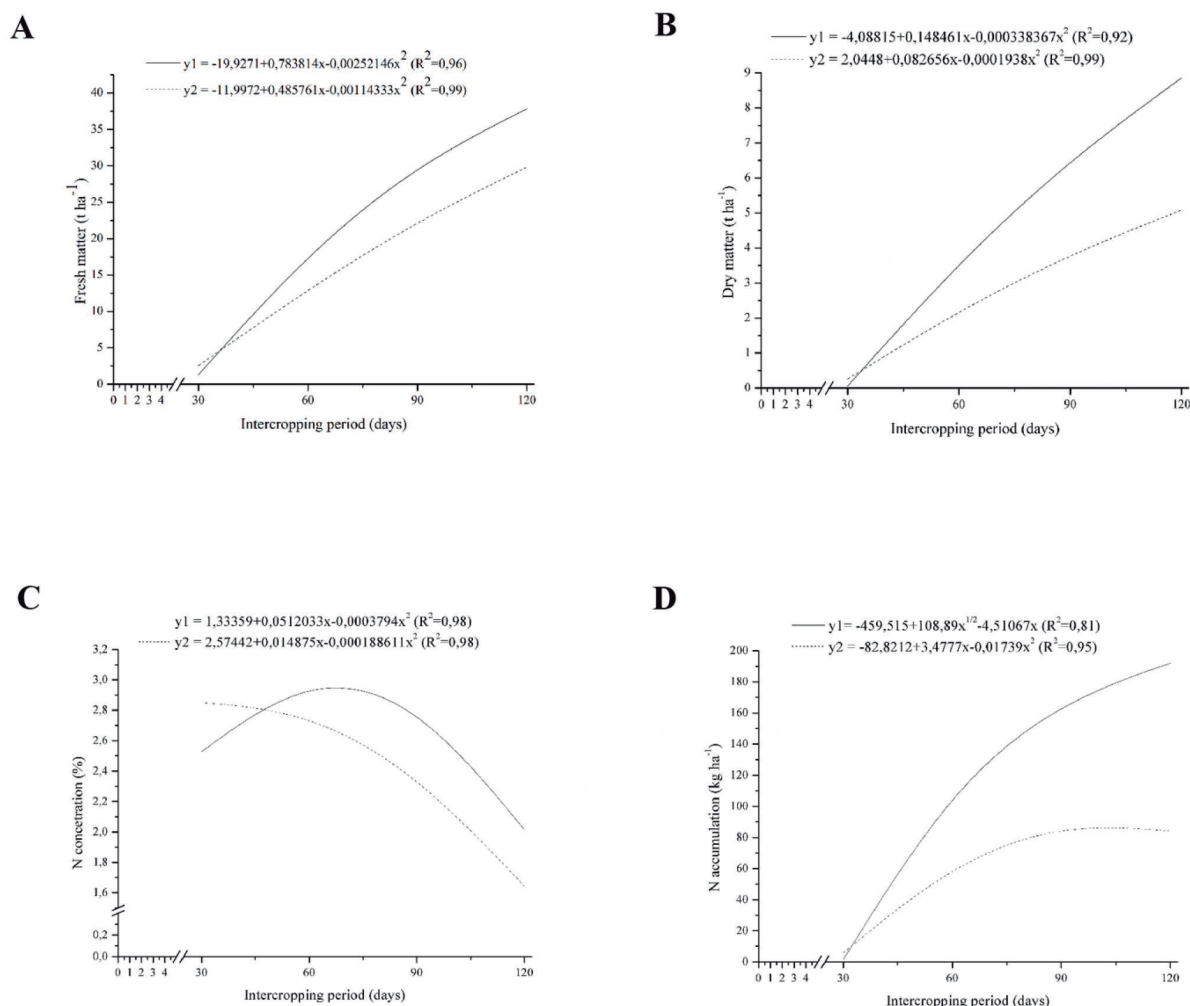 A
y1 = -19,9271+0,783814x-0,00252146x² (R²=0,96)
y2 = -11,9972+0,485761x-0,00114333x² (R²=0,99)
40
35
30
25
20
15
10
5
0
Fresh matter (t ha⁻¹)
0 1 2 3 4 30 60 90 120
Intercropping period (days)
B
y1 = -4,08815+0,148461x-0,000338367x² (R²=0,92)
y2 = 2,0448+0,082656x-0,0001938x² (R²=0,99)
9
8
7
6
5
4
3
2
1
0
Dry matter (t ha⁻¹)
0 1 2 3 4 30 60 90 120
Intercropping period (days)
C
y1 = 1,33359+0,0512033x-0,0003794x² (R²=0,98)
y2 = 2,57442+0,014875x-0,000188611x² (R²=0,98)
3,2
3,0
2,8
2,6
2,4
2,2
2,0
1,8
1,6
0,2
0,0
N concetration (%)
0 1 2 3 4 30 60 90 120
Intercropping period (days)
D
y1= -459,515+108,89x^1/2-4,51067x (R²=0,81)
y2 = -82,8212+3,4777x-0,01739x² (R²=0,95)
200
180
160
140
120
100
80
60
40
20
0
N accumulation (kg ha⁻¹)
0 1 2 3 4 30 60 90 120
Intercropping period (days)